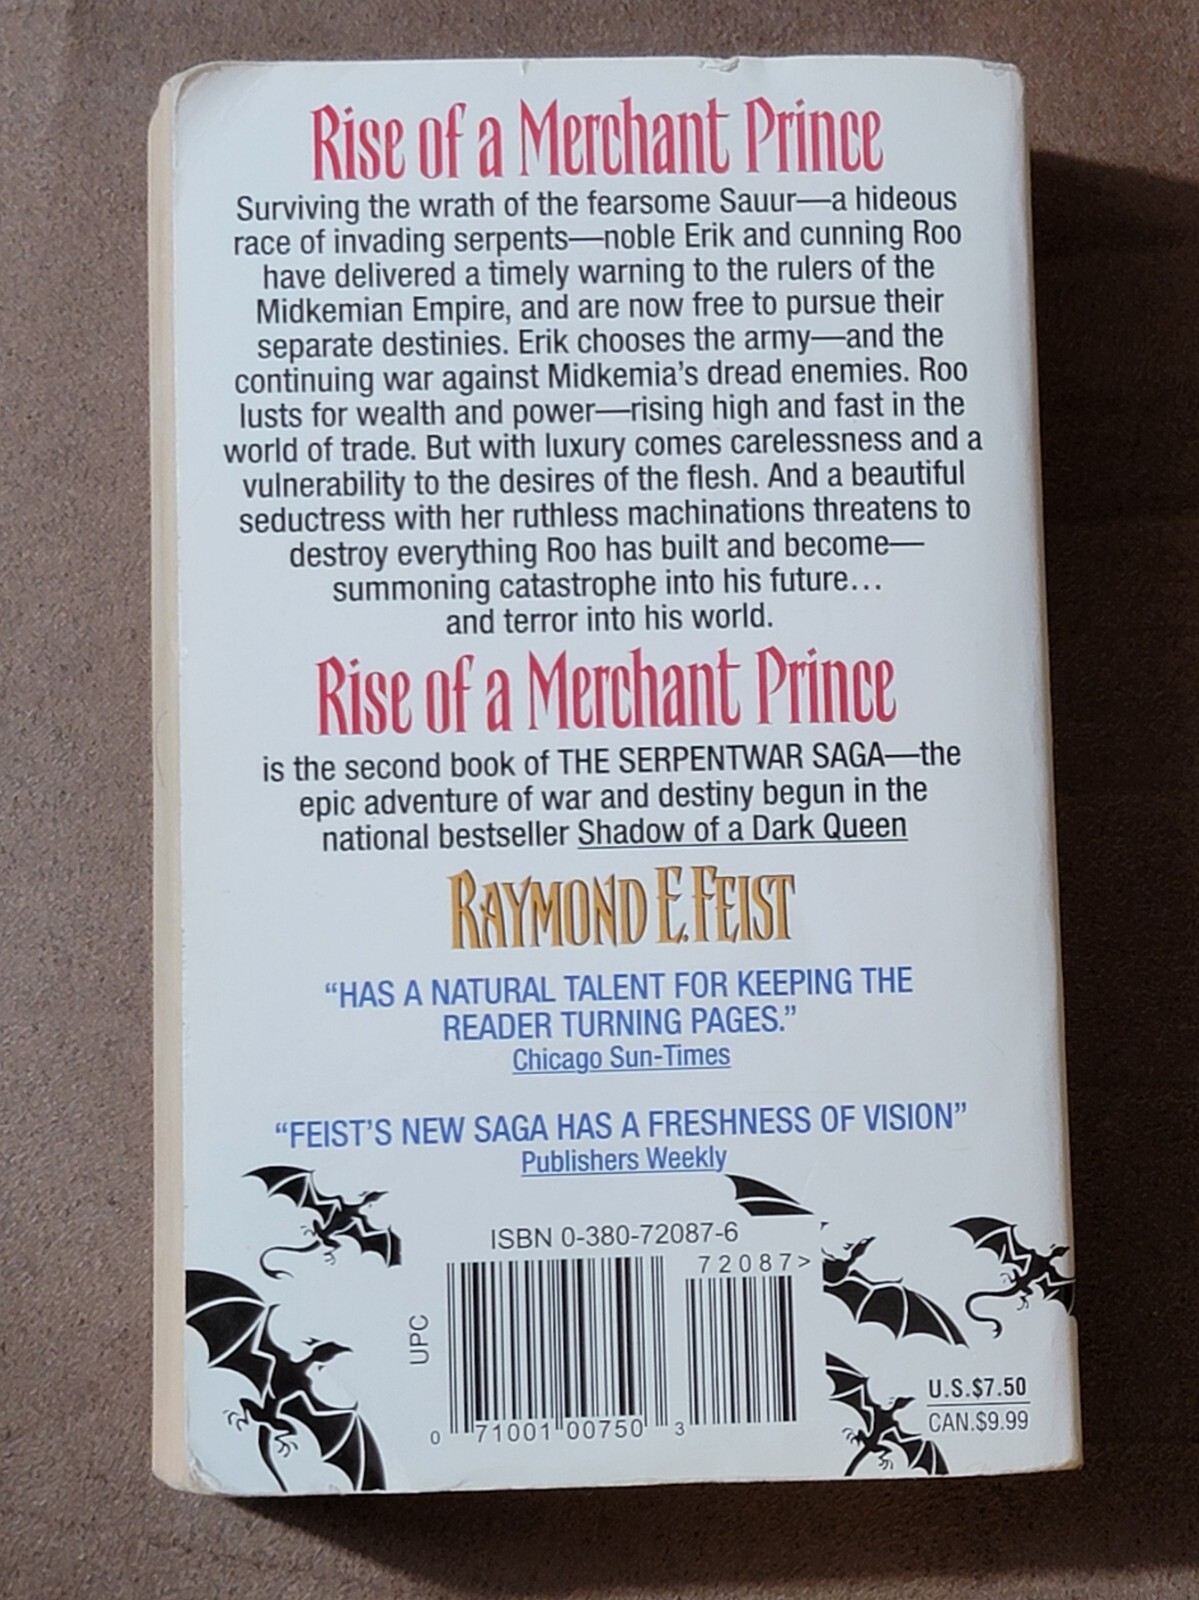 Rise of a Merchant Prince
Surviving the wrath of the fearsome Sauur—a hideous
race of invading serpents—noble Erik and cunning Roo
have delivered a timely warning to the rulers of the
Midkemian Empire, and are now free to pursue their
separate destinies. Erik chooses the army—and the
continuing war against Midkemia's dread enemies. Roo
lusts for wealth and power—rising high and fast in the
world of trade. But with luxury comes carelessness and a
vulnerability to the desires of the flesh. And a beautiful
seductress with her ruthless machinations threatens to
destroy everything Roo has built and become—
summoning catastrophe into his future...
and terror into his world.
Rise of a Merchant Prince
is the second book of THE SERPENTWAR SAGA—the
epic adventure of war and destiny begun in the
national bestseller Shadow of a Dark Queen
RAYMOND E. FEIST
“HAS A NATURAL TALENT FOR KEEPING THE
READER TURNING PAGES.”
Chicago Sun-Times
“FEIST'S NEW SAGA HAS A FRESHNESS OF VISION”
Publishers Weekly
ISBN 0-380-72087-6
72087>
UPC
0 71001 00750 3
U.S.$7.50
CAN.$9.99